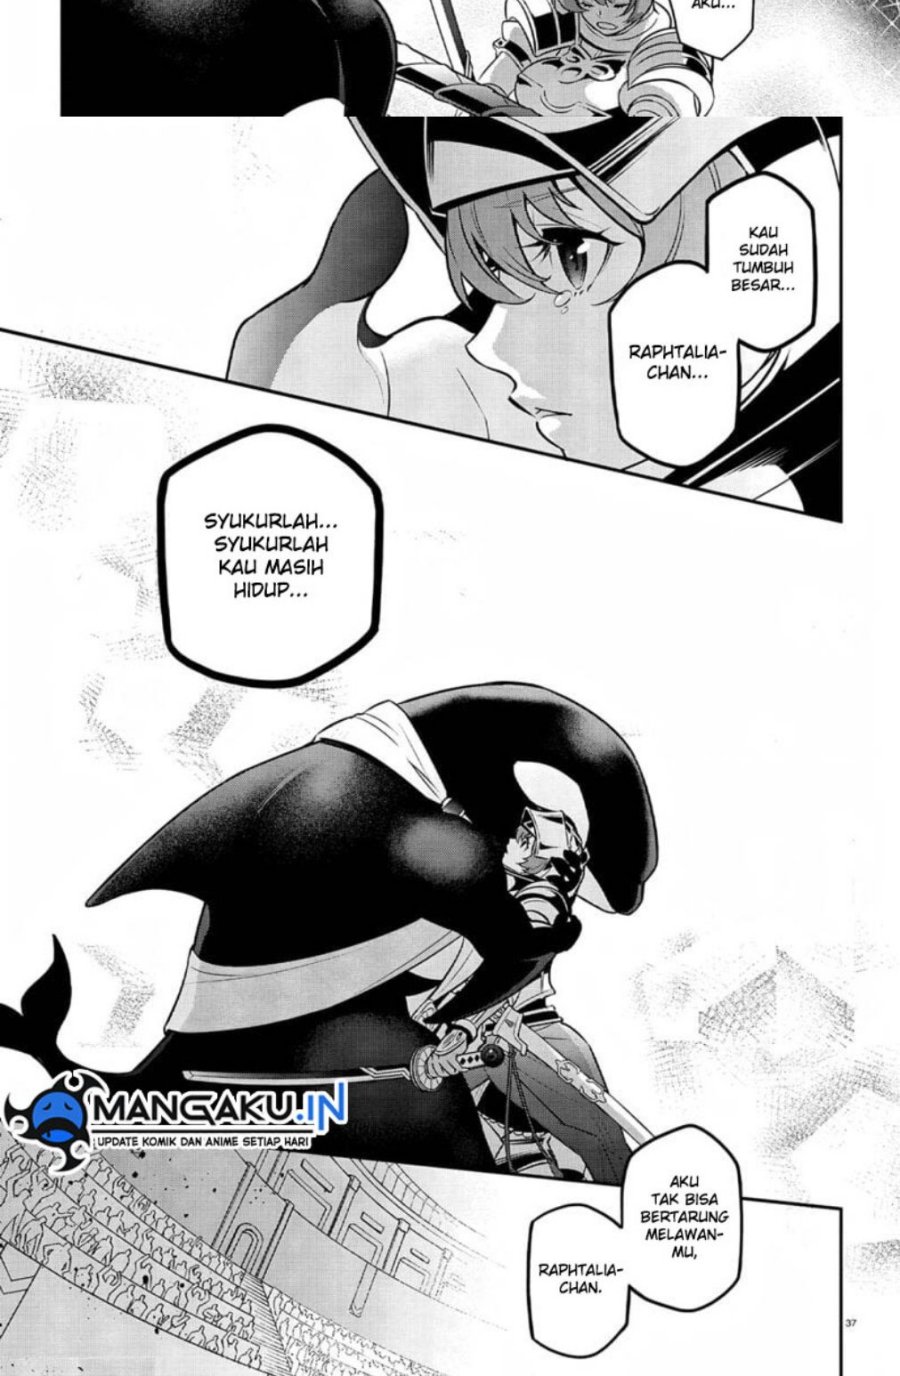 AKU...
KAU
SUDAH
TUMBUH
BESAR...
RAPHTALIA-
CHAN...
SYUKURLAH...
SYUKURLAH
KAU MASIH
HIDUP...
MANGAKU.IN
UPDATE KOMIK DAN ANIME SETIAP HARI
AKU
TAK BISA
BERTARUNG
MELAWAN-
MU,
RAPHTALIA-
CHAN.
37